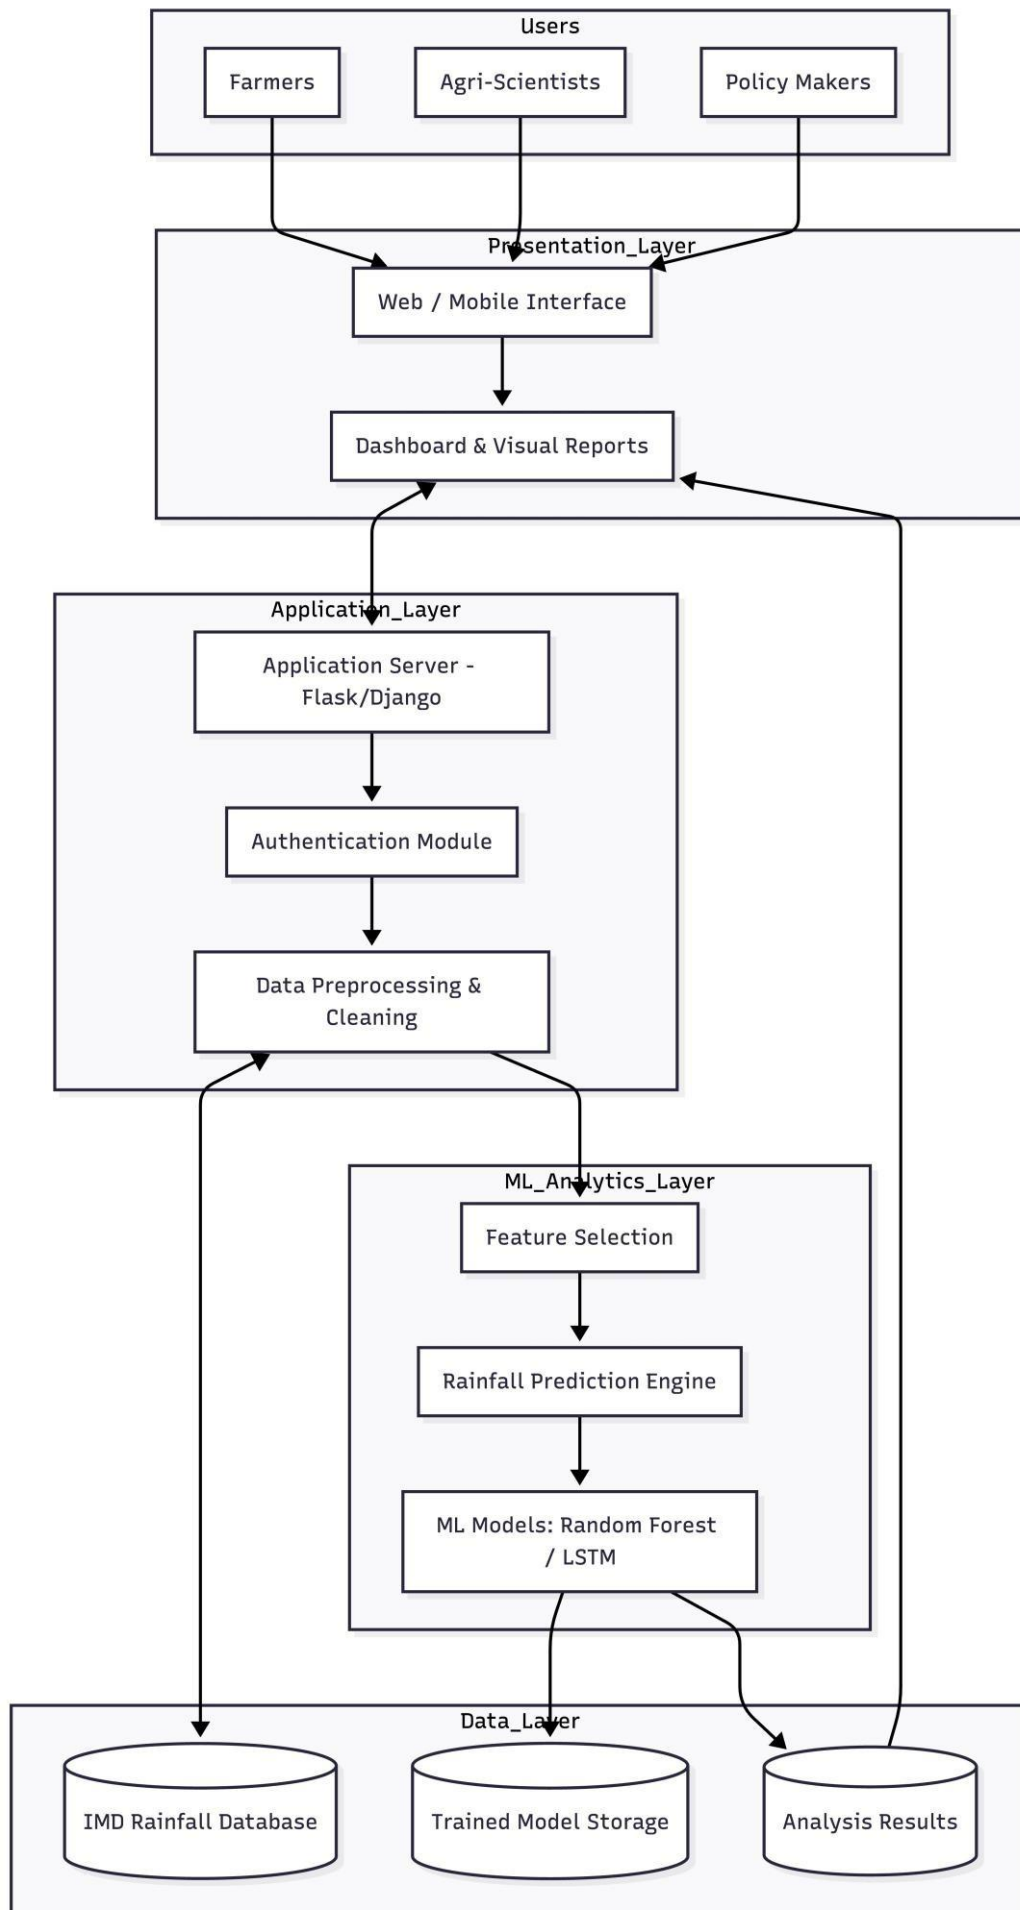 Users
Farmers
Agri-Scientists
Policy Makers
Presentation_Layer
Web / Mobile Interface
Dashboard & Visual Reports
Application_Layer
Application Server -
Flask/Django
Authentication Module
Data Preprocessing &
Cleaning
ML_Analytics_Layer
Feature Selection
Rainfall Prediction Engine
ML Models: Random Forest
/ LSTM
Data_Layer
IMD Rainfall Database
Trained Model Storage
Analysis Results